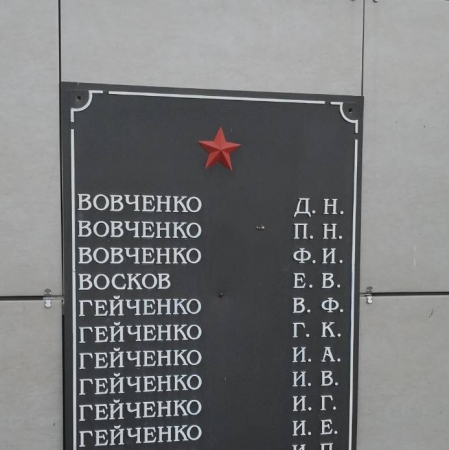 ВОВЧЕНКО Д. Н.
ВОВЧЕНКО П. Н.
ВОВЧЕНКО Ф. И.
ВОСКОВ Е. В.
ГЕЙЧЕНКО В. Ф.
ГЕЙЧЕНКО Г. К.
ГЕЙЧЕНКО И. А.
ГЕЙЧЕНКО И. В.
ГЕЙЧЕНКО И. Г.
ГЕЙЧЕНКО И. Е.